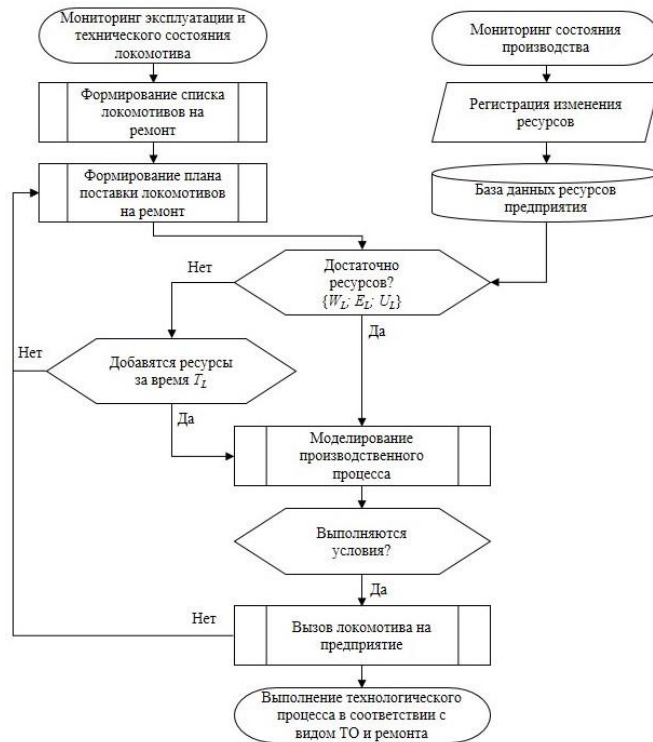 Мониторинг эксплуатации и
технического состояния
локомотива
Мониторинг состояния
производства
Формирование списка
локомотивов на
ремонт
Регистрация изменения
ресурсов
Формирование плана
поставки локомотивов
на ремонт
База данных ресурсов
предприятия
Нет
Достаточно
ресурсов?
{W_L; E_L; U_L}
Да
Нет
Добавятся ресурсы
за время T_L
Да
Моделирование
производственного
процесса
Выполняются
условия?
Да
Нет
Вызов локомотива на
предприятие
Выполнение технологического
процесса в соответствии с
видом ТО и ремонта